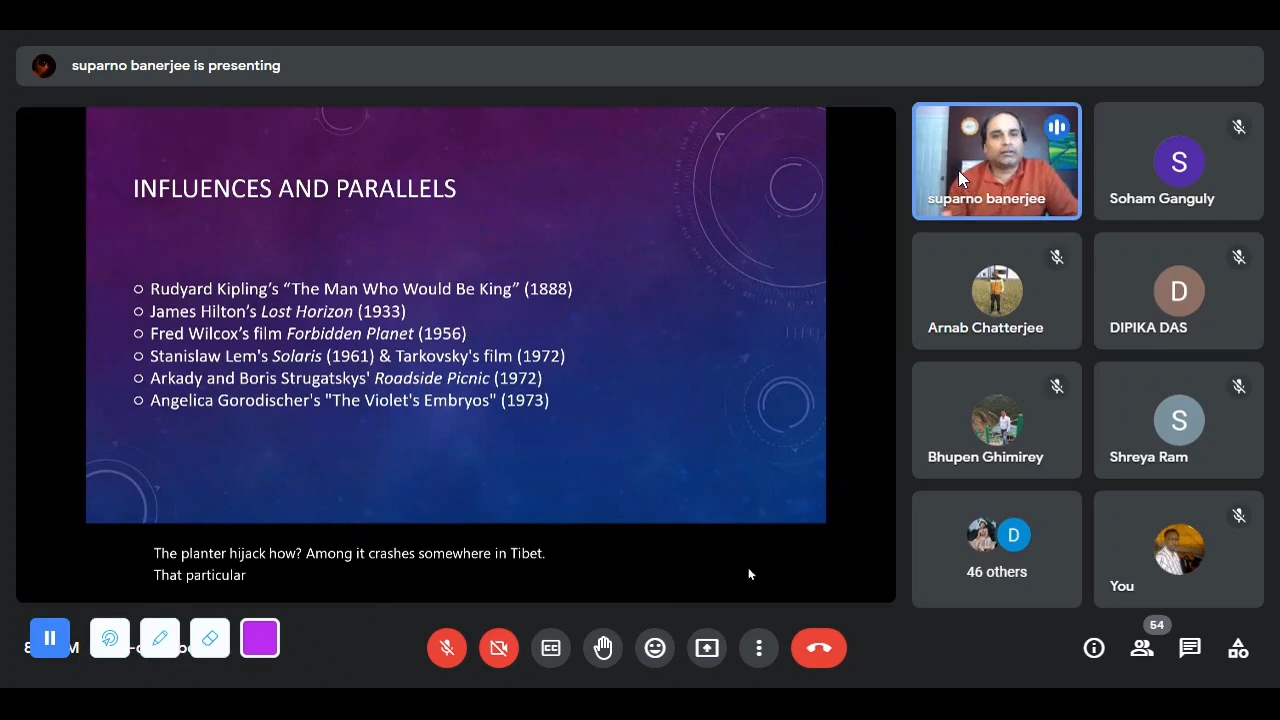 suparno banerjee is presenting
INFLUENCES AND PARALLELS
Rudyard Kipling’s “The Man Who Would Be King” (1888)
James Hilton’s Lost Horizon (1933)
Fred Wilcox’s film Forbidden Planet (1956)
Stanislaw Lem's Solaris (1961) & Tarkovsky's film (1972)
Arkady and Boris Strugatskys' Roadside Picnic (1972)
Angelica Gorodischer's "The Violet's Embryos" (1973)
The planter hijack how? Among it crashes somewhere in Tibet.
That particular
suparno banerjee
S
Soham Ganguly
Arnab Chatterjee
D
DIPIKA DAS
Bhupen Ghimirey
S
Shreya Ram
D
46 others
You
CC
54